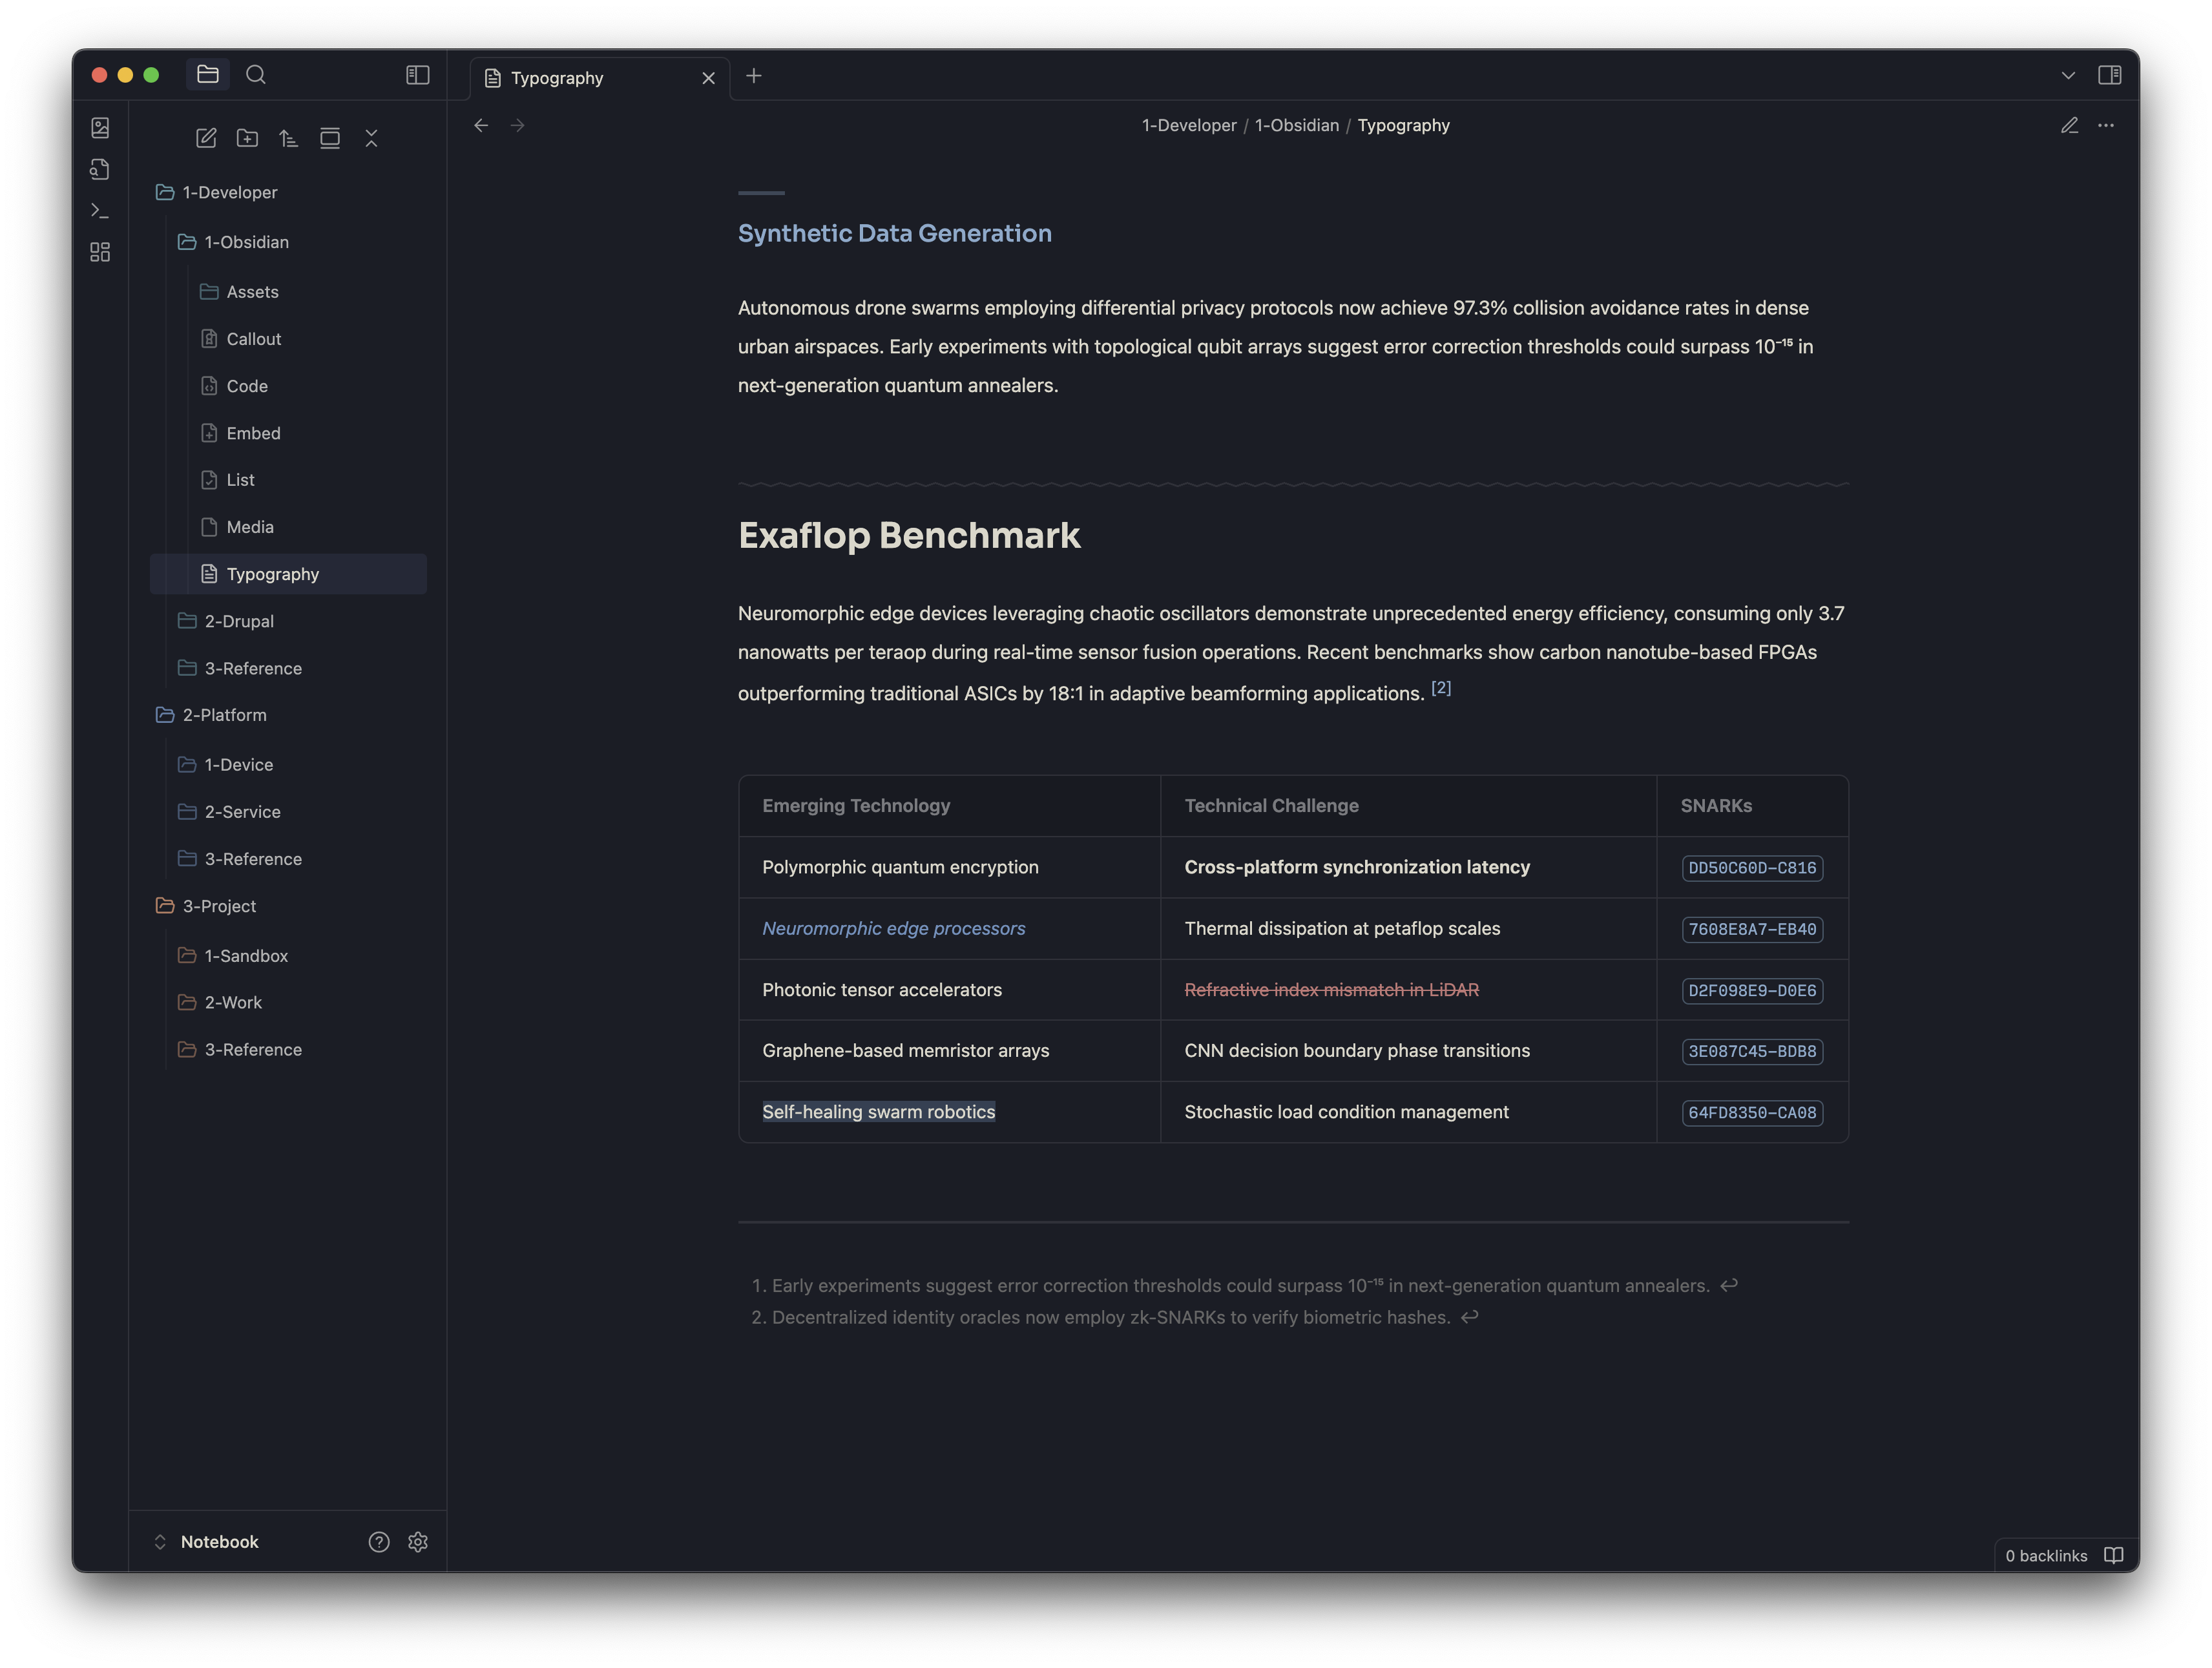 Typography
1-Developer / 1-Obsidian / Typography
1-Developer
1-Obsidian
Assets
Callout
Code
Embed
List
Media
Typography
2-Drupal
3-Reference
2-Platform
1-Device
2-Service
3-Reference
3-Project
1-Sandbox
2-Work
3-Reference
Notebook
Synthetic Data Generation
Autonomous drone swarms employing differential privacy protocols now achieve 97.3% collision avoidance rates in dense
urban airspaces. Early experiments with topological qubit arrays suggest error correction thresholds could surpass 10⁻¹⁵ in
next-generation quantum annealers.
Exaflop Benchmark
Neuromorphic edge devices leveraging chaotic oscillators demonstrate unprecedented energy efficiency, consuming only 3.7
nanowatts per teraop during real-time sensor fusion operations. Recent benchmarks show carbon nanotube-based FPGAs
outperforming traditional ASICs by 18:1 in adaptive beamforming applications. [2]
Emerging Technology Technical Challenge SNARKs
Polymorphic quantum encryption Cross-platform synchronization latency DD50C60D-C816
Neuromorphic edge processors Thermal dissipation at petaflop scales 7608E8A7-EB40
Photonic tensor accelerators Refractive index mismatch in LiDAR D2F098E9-D0E6
Graphene-based memristor arrays CNN decision boundary phase transitions 3E087C45-BDB8
Self-healing swarm robotics Stochastic load condition management 64FD8350-CA08
1. Early experiments suggest error correction thresholds could surpass 10⁻¹⁵ in next-generation quantum annealers. ↩
2. Decentralized identity oracles now employ zk-SNARKs to verify biometric hashes. ↩
0 backlinks